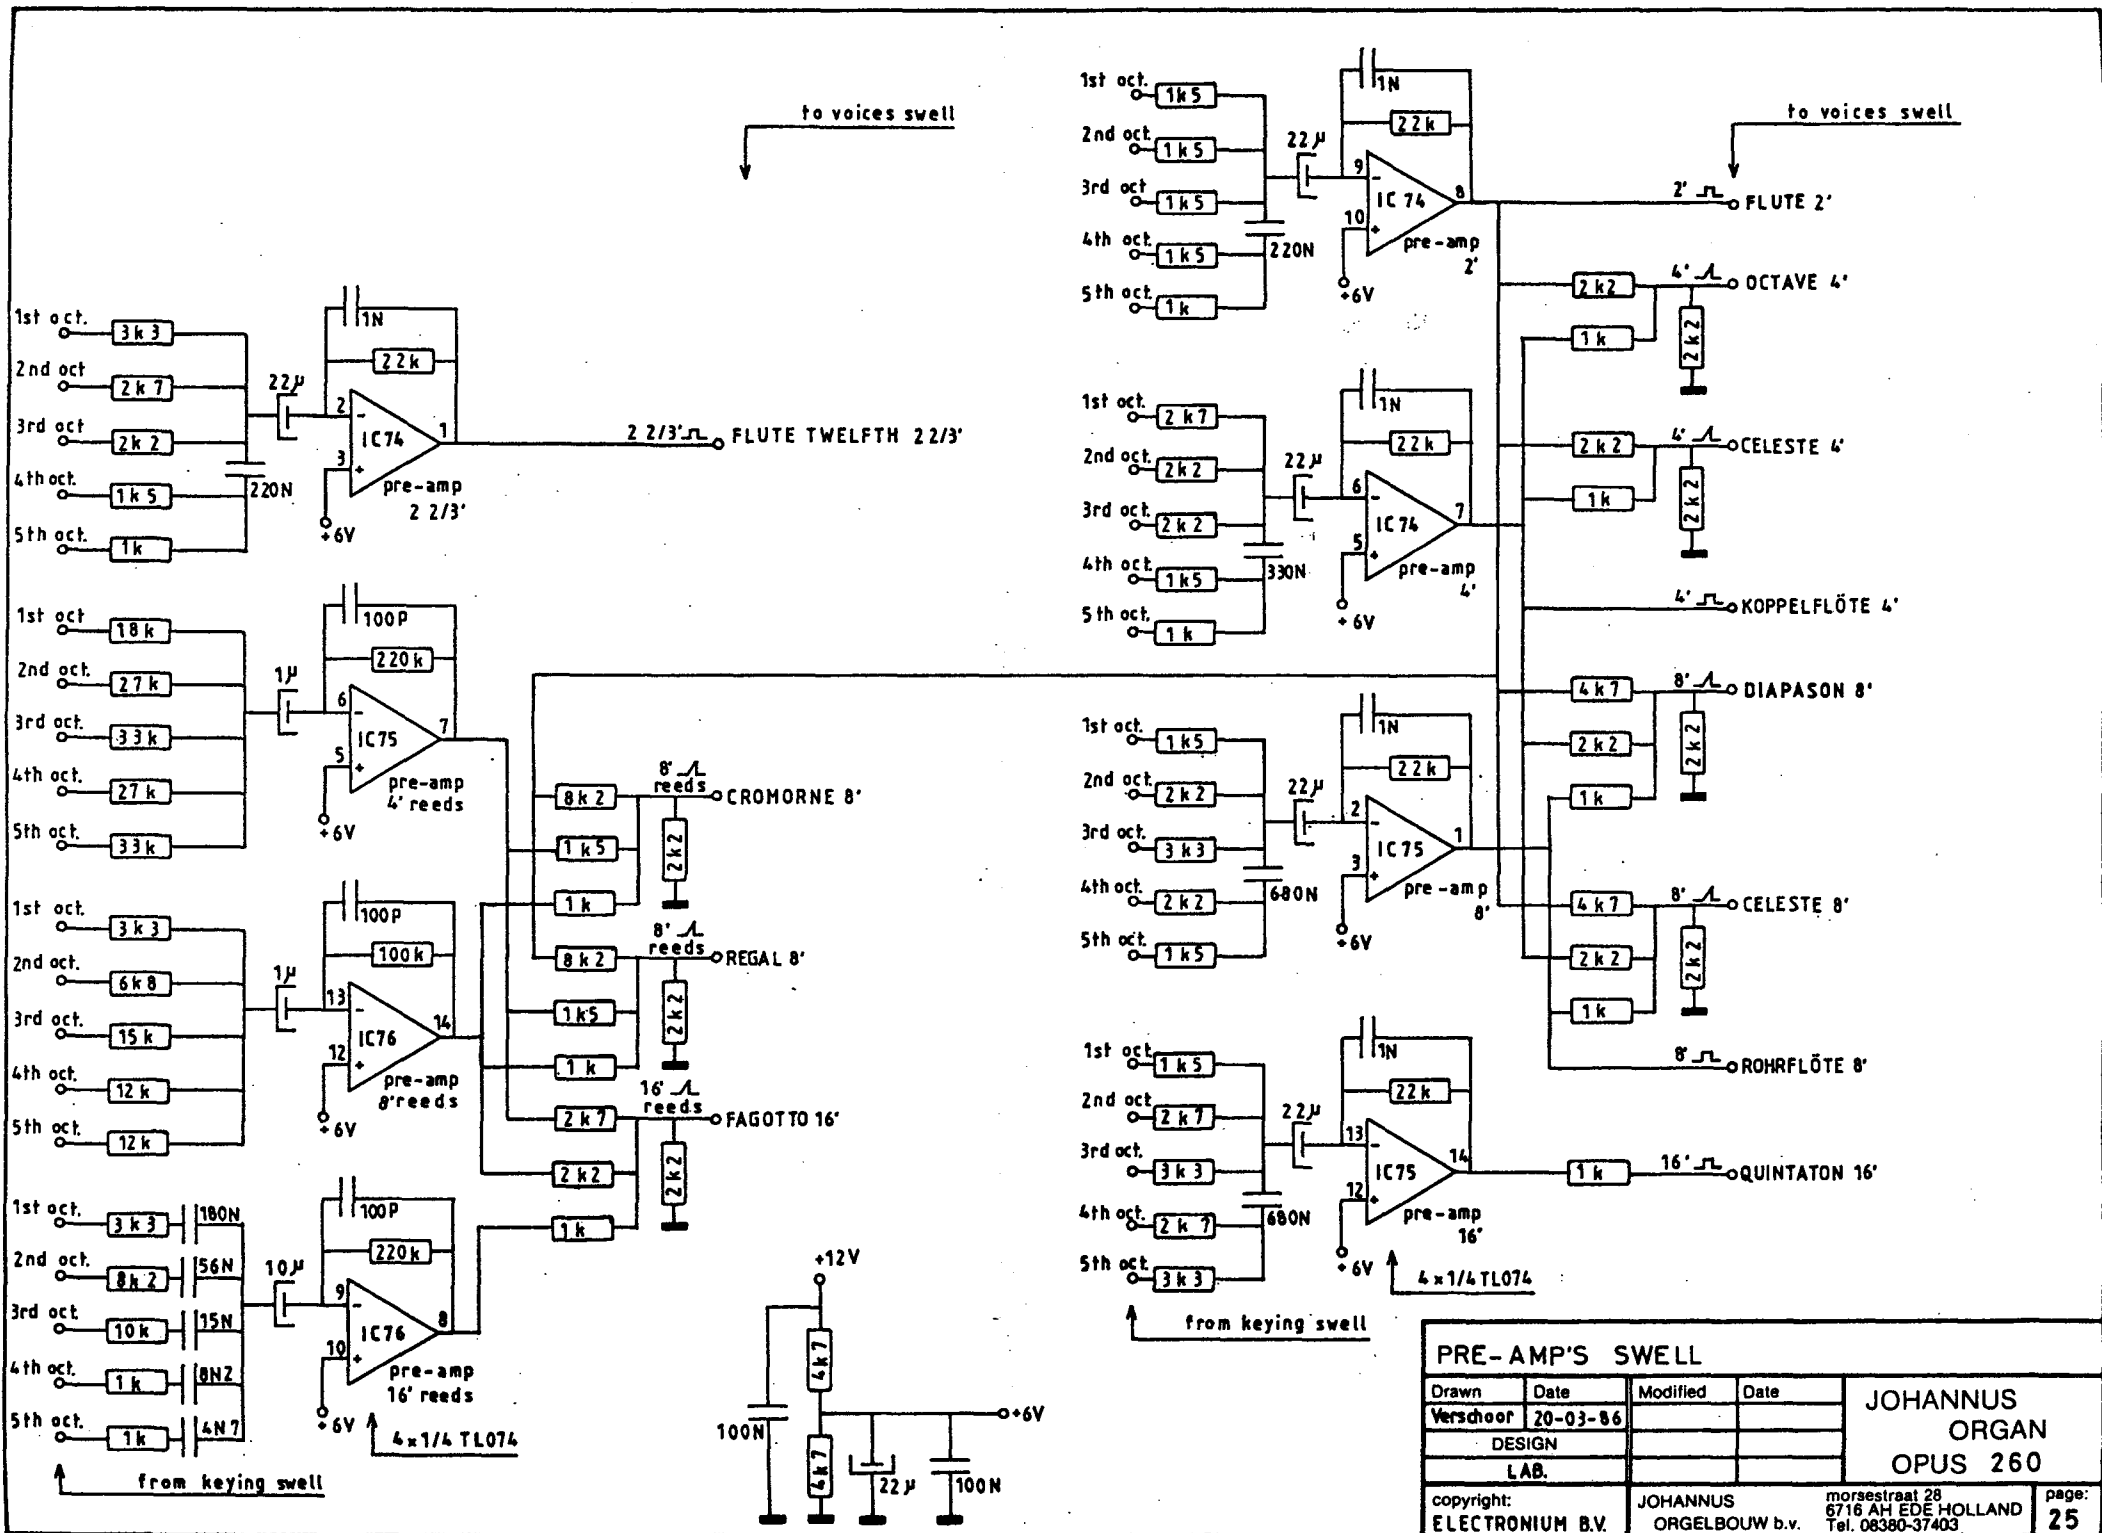 to voices swell
1st oct.
3k3
2nd oct
2k7
3rd oct
2k2
4th oct.
1k5
5th oct.
1k
220N
22µ
1N
22k
2
3
1
IC74
+6V
pre-amp
2 2/3'
2 2/3'
FLUTE TWELFTH 2 2/3'
1st oct
18k
2nd oct.
27k
3rd oct.
33k
4th oct.
27k
5th oct.
33k
1µ
100P
220k
6
5
7
IC75
+6V
pre-amp
4' reeds
1st oct.
3k3
2nd oct.
6k8
3rd oct.
15k
4th oct.
12k
5th oct.
12k
1µ
100P
100k
13
12
14
IC76
+6V
pre-amp
8' reeds
1st oct.
3k3
180N
2nd oct.
8k2
56N
3rd oct.
10k
15N
4th oct.
1k
8N2
5th oct.
1k
4N7
10µ
100P
220k
9
10
8
IC76
+6V
pre-amp
16' reeds
4x1/4 TL074
from keying swell
8k2
1k5
1k
8'
reeds
2k2
CROMORNE 8'
8k2
1k5
1k
8'
reeds
2k2
REGAL 8'
2k7
2k2
1k
16'
reeds
2k2
FAGOTTO 16'
+12V
4k7
4k7
100N
22µ
100N
+6V
1st oct.
1k5
2nd oct.
1k5
3rd oct
1k5
4th oct.
1k5
5th oct.
1k
220N
22µ
1N
22k
9
10
8
IC74
+6V
pre-amp
2'
to voices swell
2'
FLUTE 2'
2k2
1k
4'
2k2
OCTAVE 4'
2k2
1k
4'
2k2
CELESTE 4'
4'
KOPPELFLÖTE 4'
1st oct.
2k7
2nd oct.
2k2
3rd oct.
2k2
4th oct.
1k5
5th oct.
1k
330N
22µ
1N
22k
6
5
7
IC74
+6V
pre-amp
4'
4k7
2k2
1k
8'
2k2
DIAPASON 8'
1st oct.
1k5
2nd oct.
2k2
3rd oct.
3k3
4th oct.
2k2
5th oct.
1k5
680N
22µ
1N
22k
2
3
1
IC75
+6V
pre-amp
8'
4k7
2k2
1k
8'
2k2
CELESTE 8'
8'
ROHRFLÖTE 8'
1st oct.
1k5
2nd oct
2k7
3rd oct.
3k3
4th oct.
2k7
5th oct.
3k3
680N
22µ
1N
22k
13
12
14
IC75
+6V
pre-amp
16'
1k
16'
QUINTATON 16'
4x1/4 TL074
from keying swell
PRE-AMP'S SWELL
Drawn
Date
Modified
Date
Verschoor
20-03-86
DESIGN
LAB.
JOHANNUS
ORGAN
OPUS 260
copyright:
ELECTRONIUM B.V.
JOHANNUS
ORGELBOUW b.v.
morsestraat 28
6716 AH EDE HOLLAND
Tel. 08380-37403
page:
25